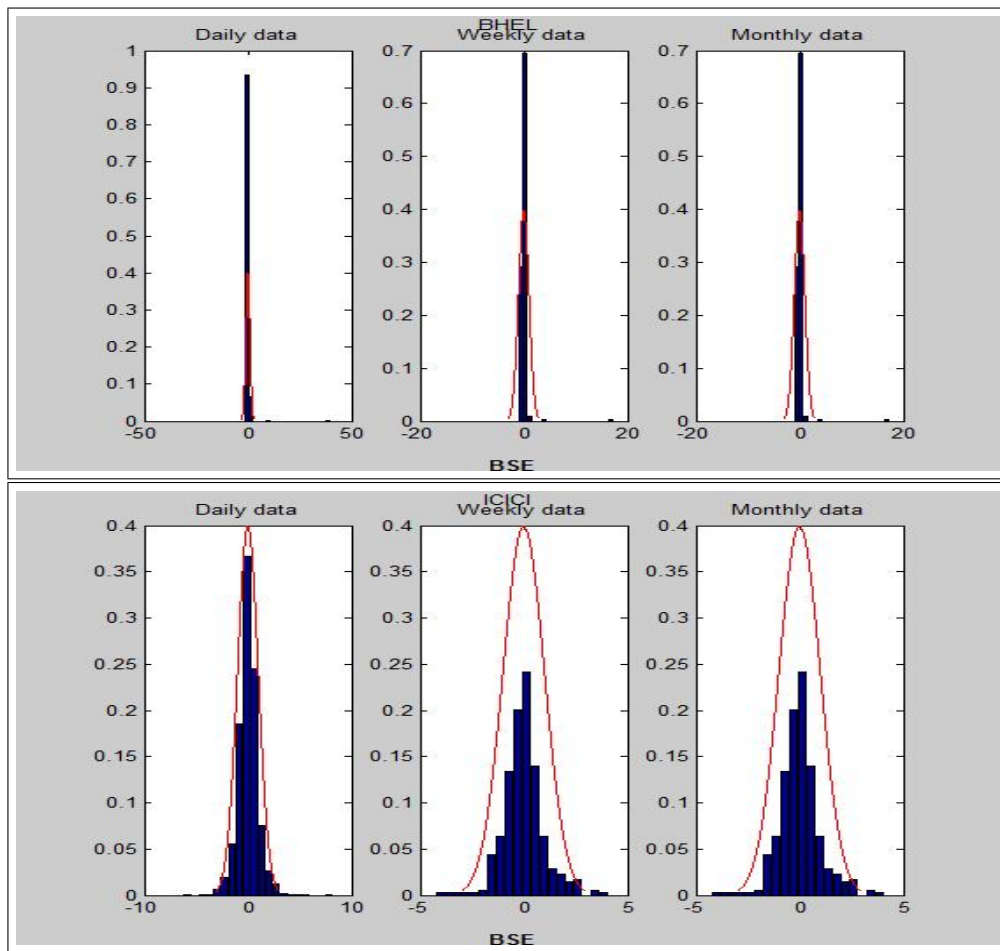 BHEL
Daily data Weekly data Monthly data
1 0.7 0.7
0.9
0.8 0.6 0.6
0.7 0.5 0.5
0.6
0.5 0.4 0.4
0.4 0.3 0.3
0.3 0.2 0.2
0.2
0.1 0.1 0.1
0 0 0
-50 0 50 -20 0 20 -20 0 20
BSE
ICICI
Daily data Weekly data Monthly data
0.4 0.4 0.4
0.35 0.35 0.35
0.3 0.3 0.3
0.25 0.25 0.25
0.2 0.2 0.2
0.15 0.15 0.15
0.1 0.1 0.1
0.05 0.05 0.05
0 0 0
-10 0 10 -5 0 5 -5 0 5
BSE